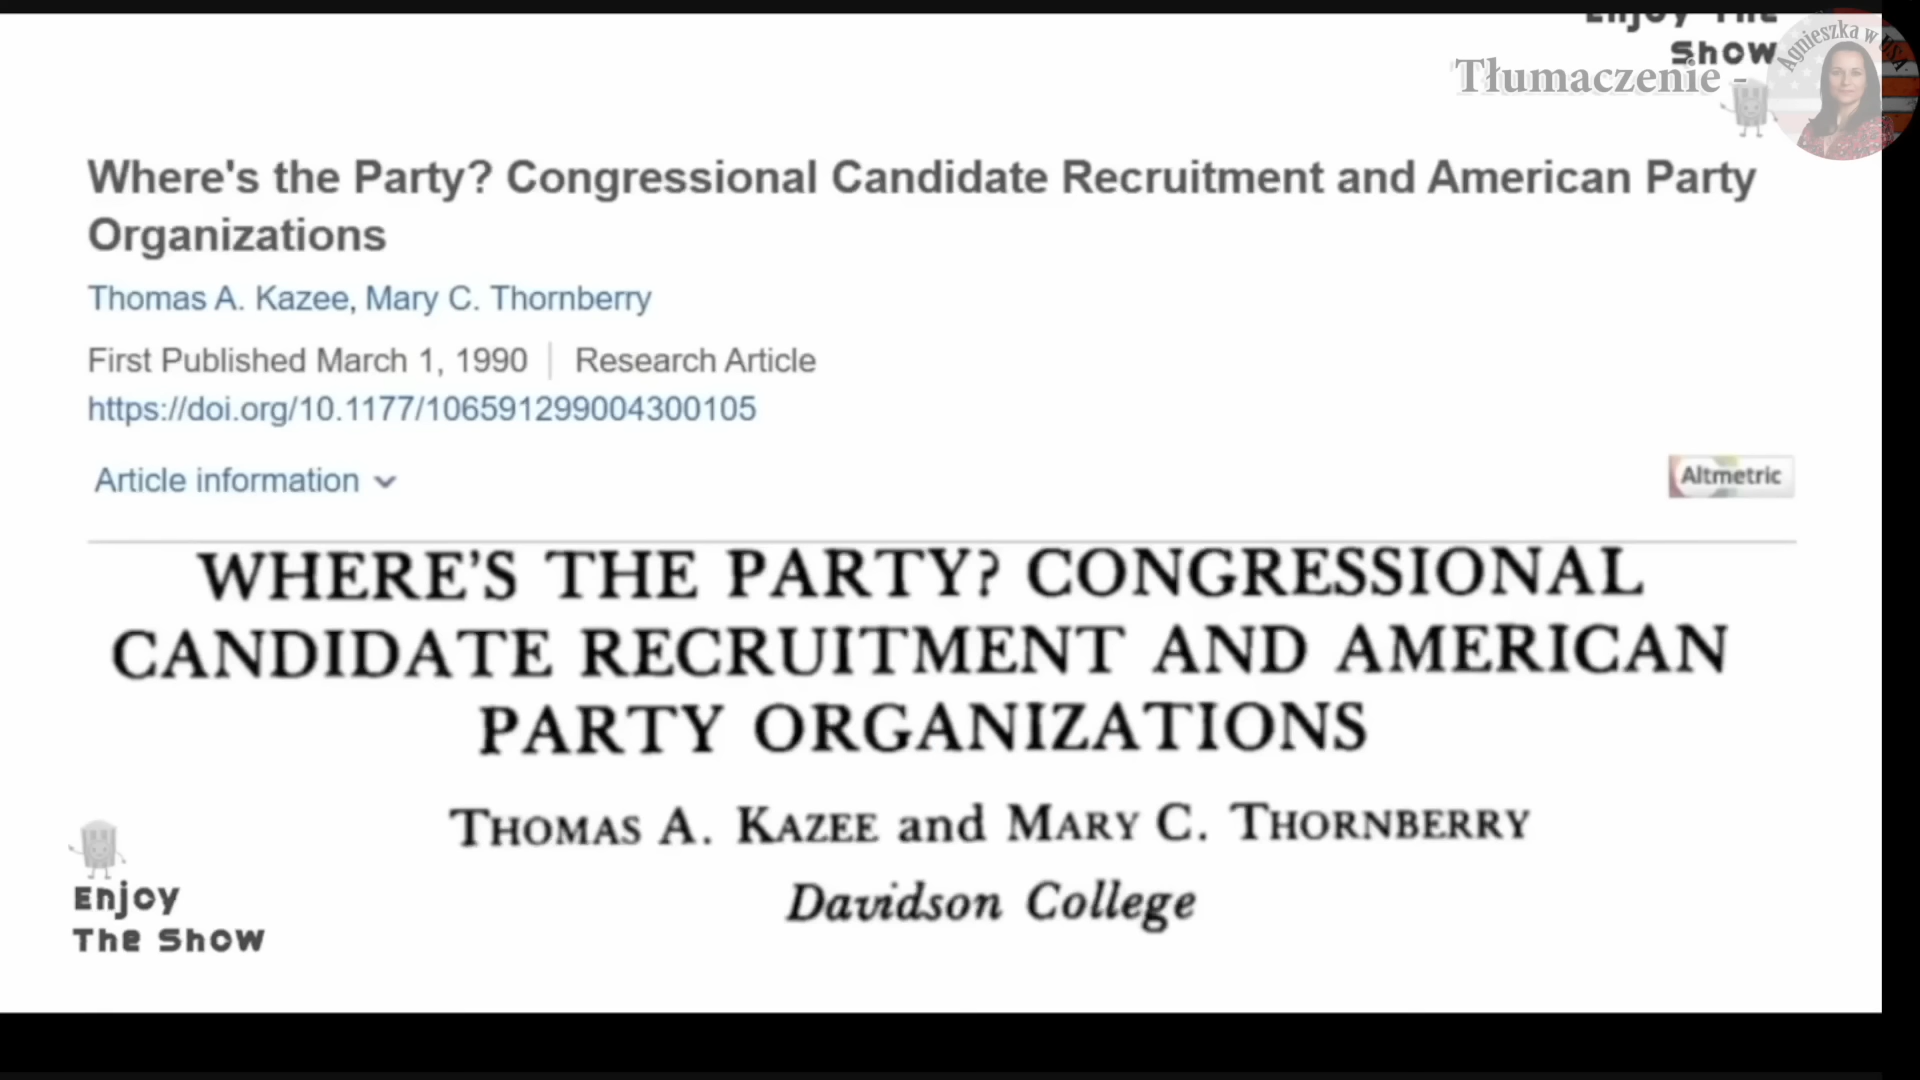 Enjoy The
Show
Tłumaczenie -
Agnieszka w USA
Where's the Party? Congressional Candidate Recruitment and American Party
Organizations
Thomas A. Kazee, Mary C. Thornberry
First Published March 1, 1990 | Research Article
https://doi.org/10.1177/106591299004300105
Article information
Altmetric
WHERE'S THE PARTY? CONGRESSIONAL
CANDIDATE RECRUITMENT AND AMERICAN
PARTY ORGANIZATIONS
THOMAS A. KAZEE and MARY C. THORNBERRY
Davidson College
Enjoy
The Show